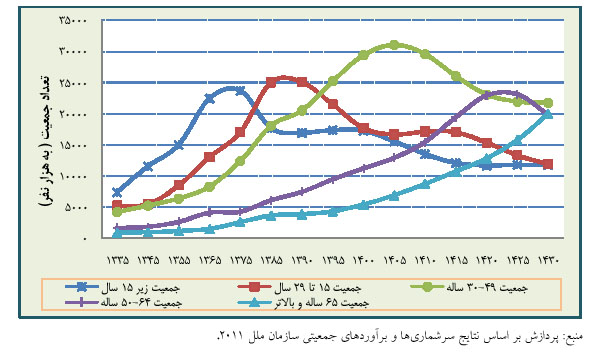 تعداد جمعیت ( به هزار نفر)
۳۵۰۰۰
۳۰۰۰۰
۲۵۰۰۰
۲۰۰۰۰
۱۵۰۰۰
۱۰۰۰۰
۵۰۰۰
۰
۱۳۳۵ ۱۳۴۵ ۱۳۵۵ ۱۳۶۵ ۱۳۷۵ ۱۳۸۵ ۱۳۹۰ ۱۳۹۵ ۱۴۰۰ ۱۴۰۵ ۱۴۱۰ ۱۴۱۵ ۱۴۲۰ ۱۴۲۵ ۱۴۳۰
جمعیت زیر ۱۵ سال جمعیت ۱۵ تا ۲۹ سال جمعیت ۴۹-۳۰ ساله
جمعیت ۶۴-۵۰ ساله جمعیت ۶۵ ساله و بالاتر
منبع: پردازش بر اساس نتایج سرشماری‌ها و برآوردهای جمعیتی سازمان ملل ۲۰۱۱.